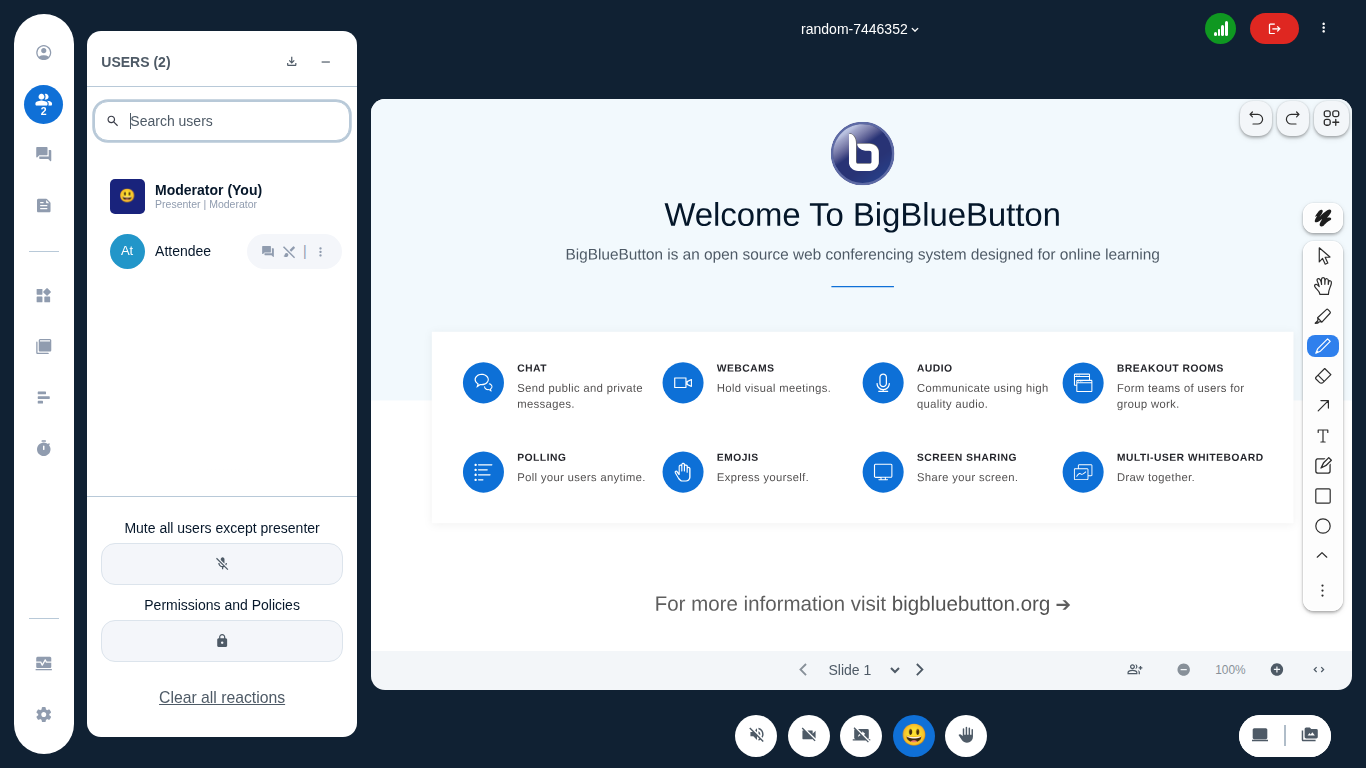 random-7446352
2
USERS (2)
Search users
Moderator (You)
Presenter | Moderator
At
Attendee
Mute all users except presenter
Permissions and Policies
Clear all reactions
Welcome To BigBlueButton
BigBlueButton is an open source web conferencing system designed for online learning
CHAT
Send public and private
messages.
WEBCAMS
Hold visual meetings.
AUDIO
Communicate using high
quality audio.
BREAKOUT ROOMS
Form teams of users for
group work.
POLLING
Poll your users anytime.
EMOJIS
Express yourself.
SCREEN SHARING
Share your screen.
MULTI-USER WHITEBOARD
Draw together.
For more information visit bigbluebutton.org ➔
Slide 1
100%